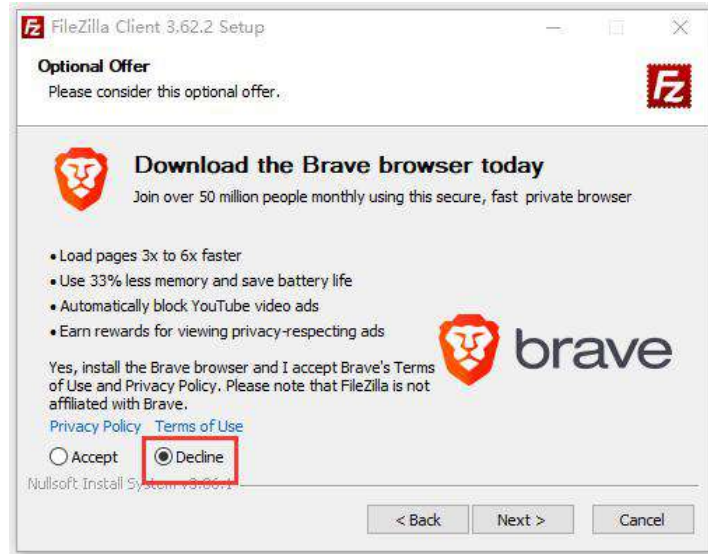 FileZilla Client 3.62.2 Setup
Optional Offer
Please consider this optional offer.
Fz
Download the Brave browser today
Join over 50 million people monthly using this secure, fast private browser
• Load pages 3x to 6x faster
• Use 33% less memory and save battery life
• Automatically block YouTube video ads
• Earn rewards for viewing privacy-respecting ads
brave
Yes, install the Brave browser and I accept Brave's Terms
of Use and Privacy Policy. Please note that FileZilla is not
affiliated with Brave.
Privacy Policy Terms of Use
Accept Decline
Nullsoft Install System
< Back Next > Cancel